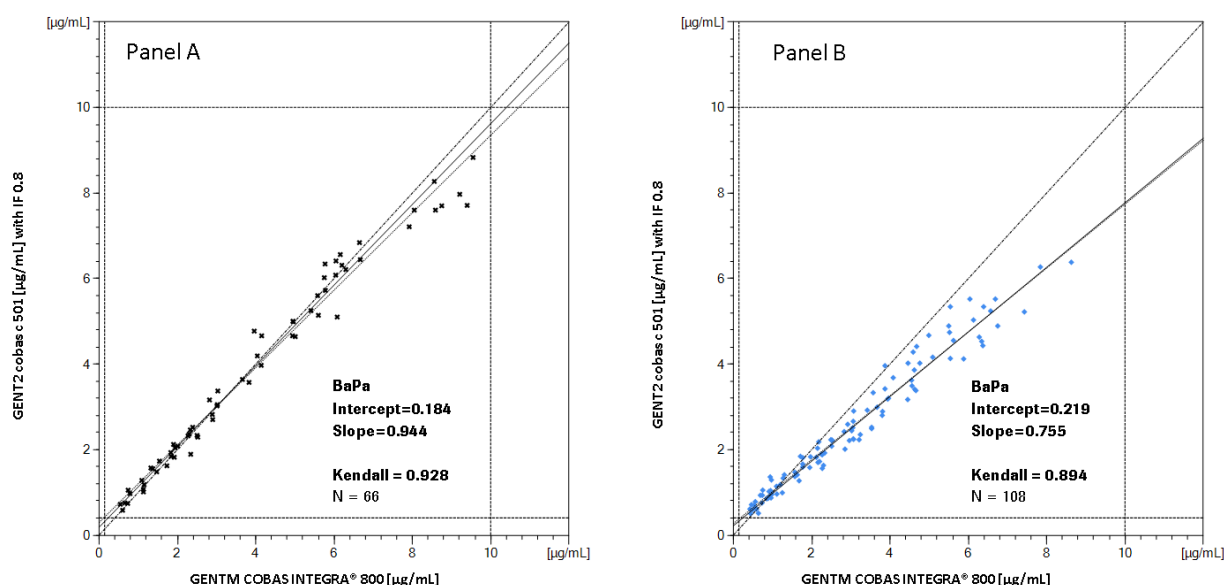 [µg/mL]
Panel A
10
8
6
4
2
0
GENT2 cobas c 501 [µg/mL] with IF 0.8
BaPa
Intercept=0.184
Slope=0.944
Kendall = 0.928
N = 66
0 2 4 6 8 10 [µg/mL]
GENTM COBAS INTEGRA® 800 [µg/mL]
[µg/mL]
Panel B
10
8
6
4
2
0
GENT2 cobas c 501 [µg/mL] with IF 0.8
BaPa
Intercept=0.219
Slope=0.755
Kendall = 0.894
N = 108
0 2 4 6 8 10 [µg/mL]
GENTM COBAS INTEGRA® 800 [µg/mL]